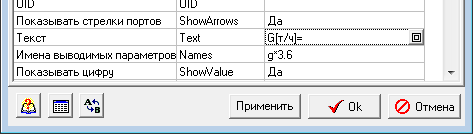 UID UID
Показывать стрелки портов ShowArrows Да
Текст Text G[т/ч]=
Имена выводимых параметров Names g*3.6
Показывать цифру ShowValue Да
Применить Ok Отмена